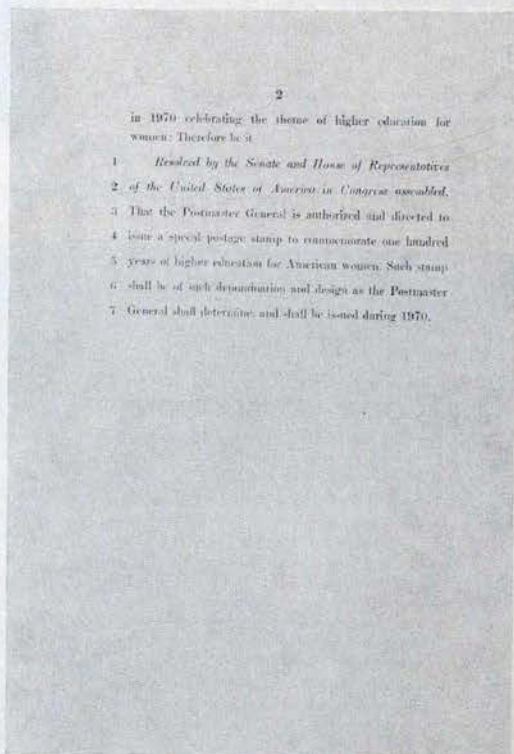 2
in 1970 celebrating the theme of higher education for
women: Therefore be it
1 Resolved by the Senate and House of Representatives
2 of the United States of America in Congress assembled,
3 That the Postmaster General is authorized and directed to
4 issue a special postage stamp to commemorate one hundred
5 years of higher education for American women. Such stamp
6 shall be of such denomination and design as the Postmaster
7 General shall determine, and shall be issued during 1970.